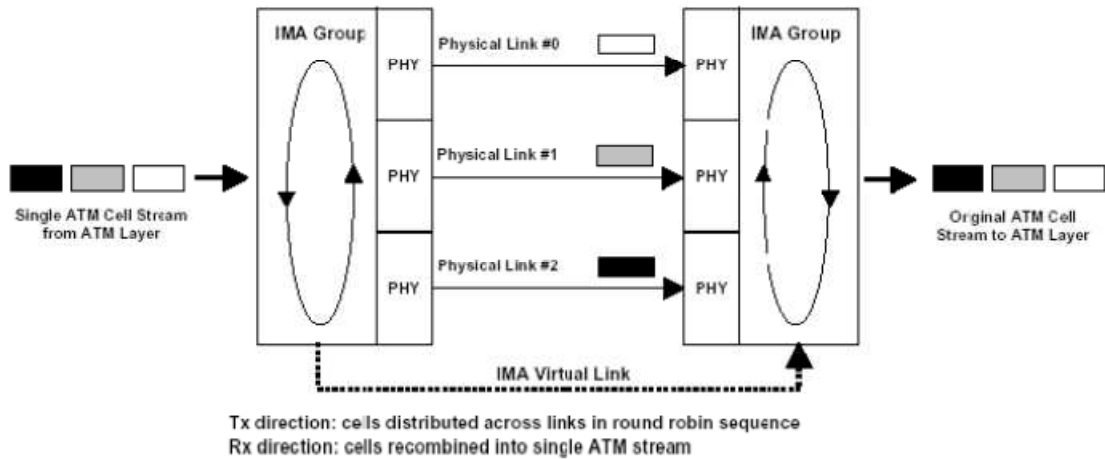 IMA Group
IMA Group
PHY
Physical Link #0
PHY
PHY
Physical Link #1
PHY
Single ATM Cell Stream
from ATM Layer
Orginal ATM Cell
Stream to ATM Layer
PHY
Physical Link #2
PHY
IMA Virtual Link
Tx direction: cells distributed across links in round robin sequence
Rx direction: cells recombined into single ATM stream